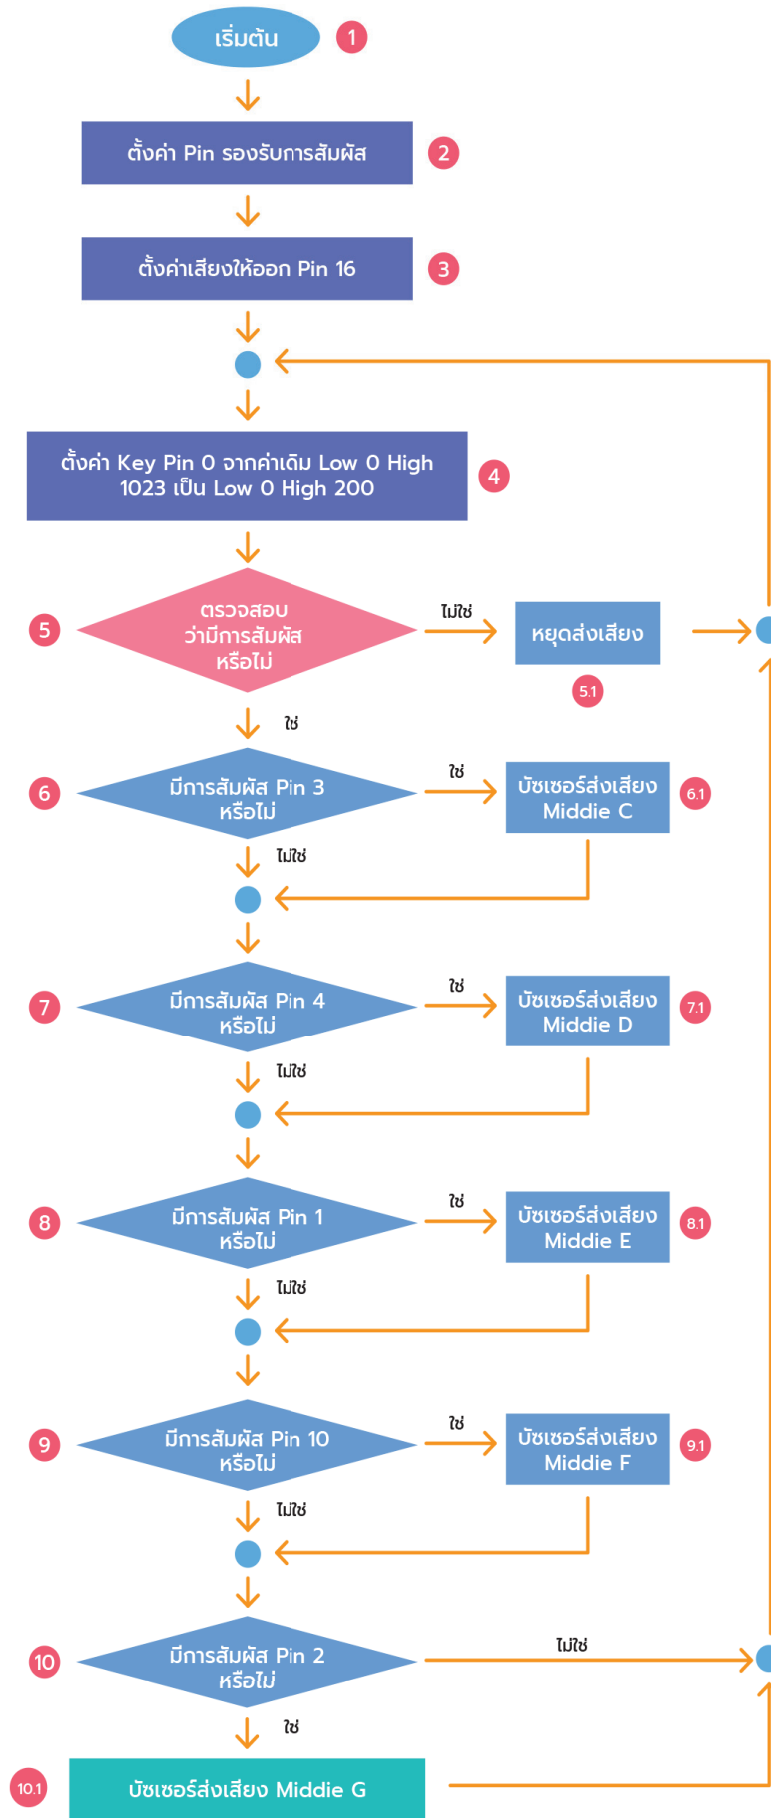 เริ่มต้น
1
ตั้งค่า Pin รองรับการสัมผัส
2
ตั้งค่าเสียงให้ออก Pin 16
3
ตั้งค่า Key Pin 0 จากค่าเดิม Low 0 High
1023 เป็น Low 0 High 200
4
5
ตรวจสอบ
ว่ามีการสัมผัส
หรือไม่
ไม่ใช่
หยุดส่งเสียง
5.1
ใช่
6
มีการสัมผัส Pin 3
หรือไม่
ใช่
บัซเซอร์ส่งเสียง
Middie C
6.1
ไม่ใช่
7
มีการสัมผัส Pin 4
หรือไม่
ใช่
บัซเซอร์ส่งเสียง
Middie D
7.1
ไม่ใช่
8
มีการสัมผัส Pin 1
หรือไม่
ใช่
บัซเซอร์ส่งเสียง
Middie E
8.1
ไม่ใช่
9
มีการสัมผัส Pin 10
หรือไม่
ใช่
บัซเซอร์ส่งเสียง
Middie F
9.1
ไม่ใช่
10
มีการสัมผัส Pin 2
หรือไม่
ไม่ใช่
ใช่
10.1
บัซเซอร์ส่งเสียง Middie G